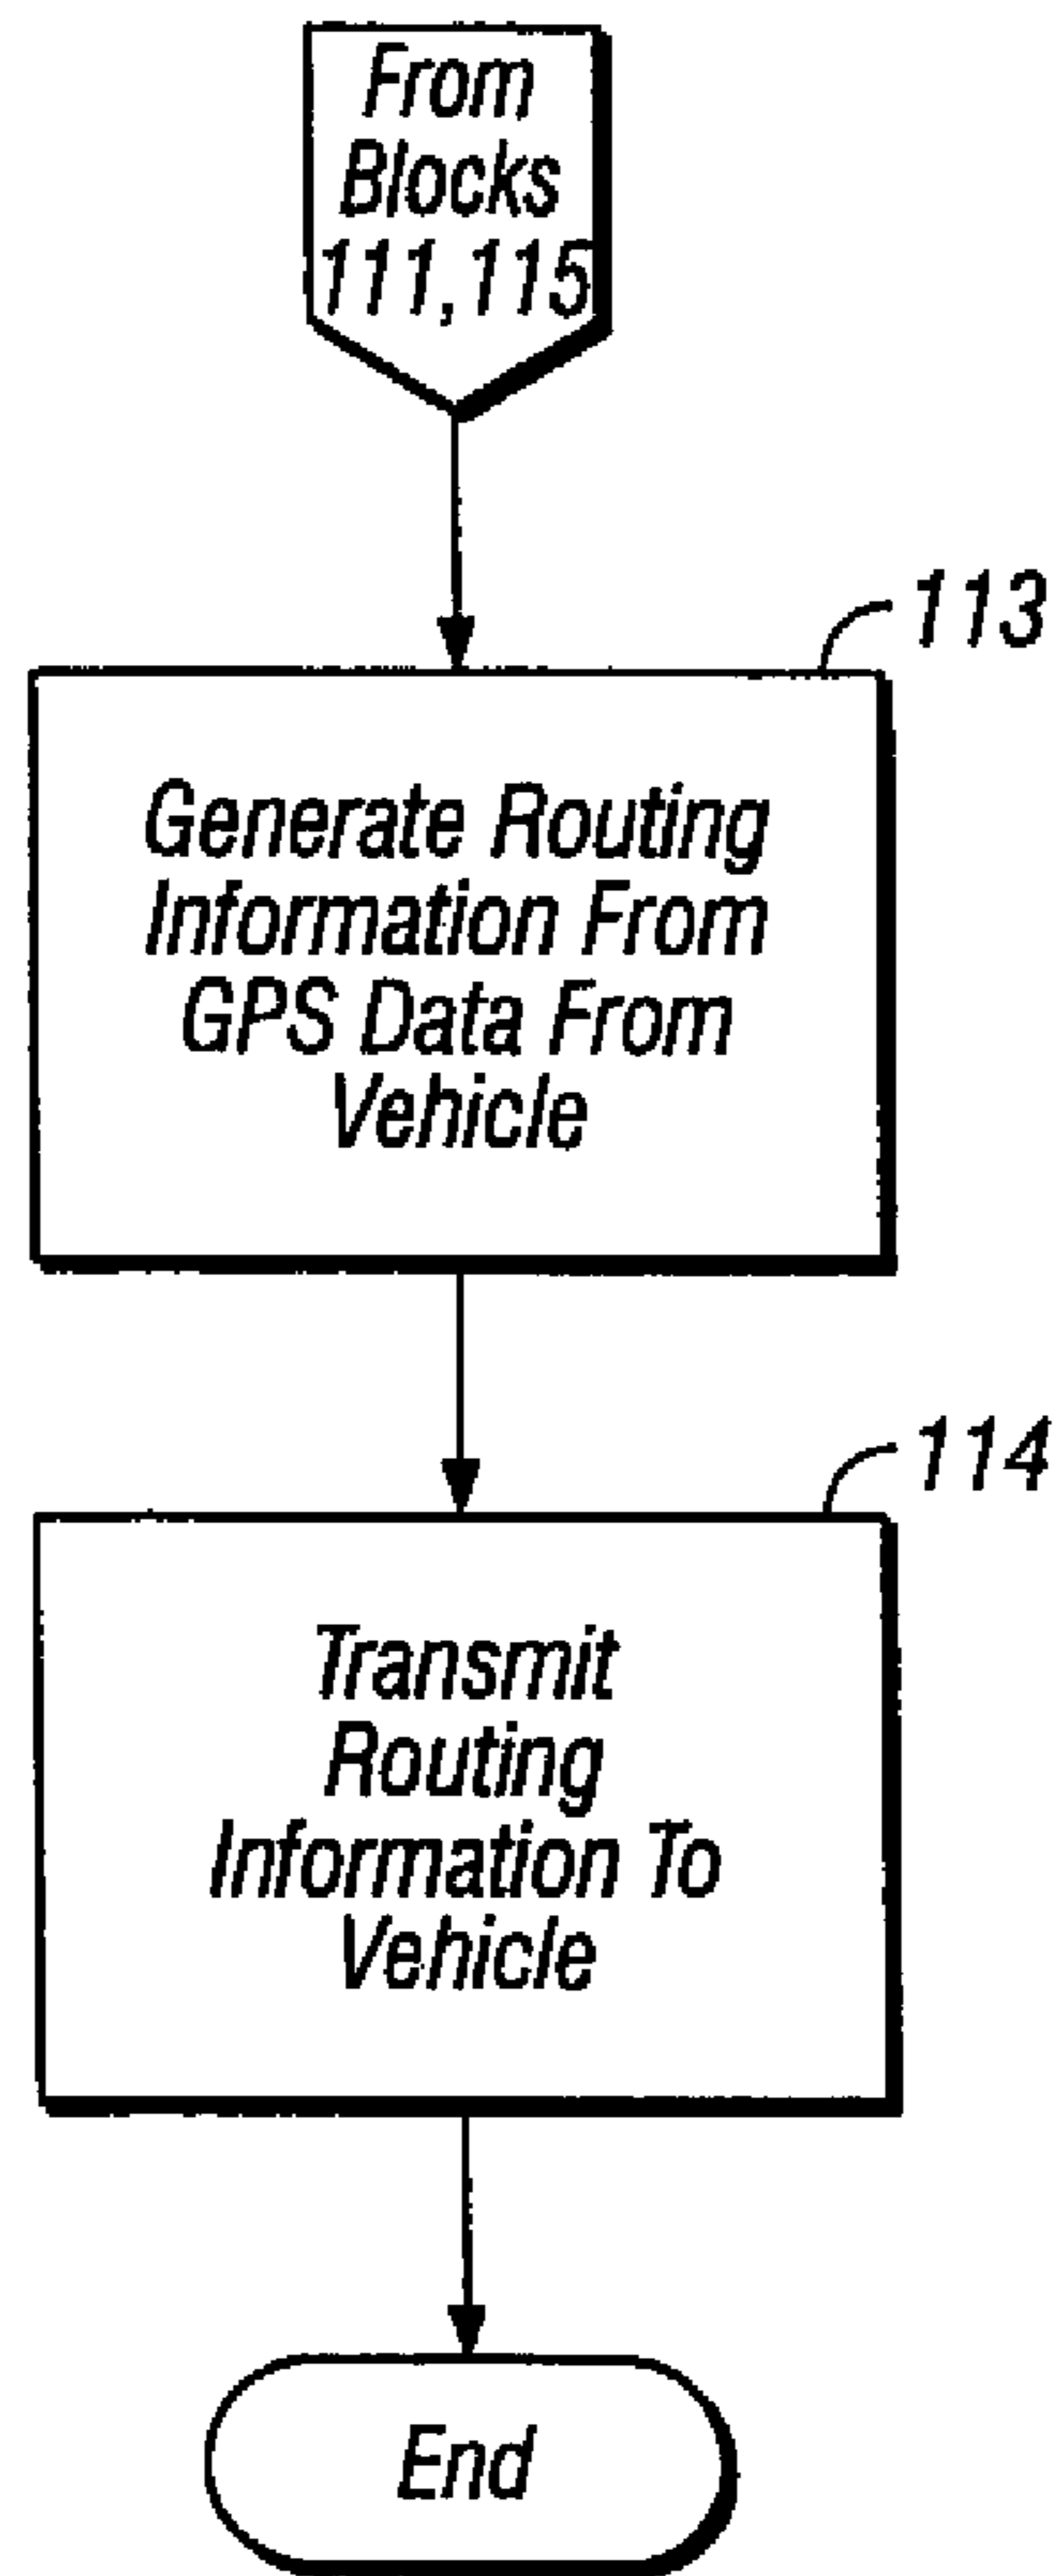 From
Blocks
111,115
113
Generate Routing
Information From
GPS Data From
Vehicle
114
Transmit
Routing
Information To
Vehicle
End